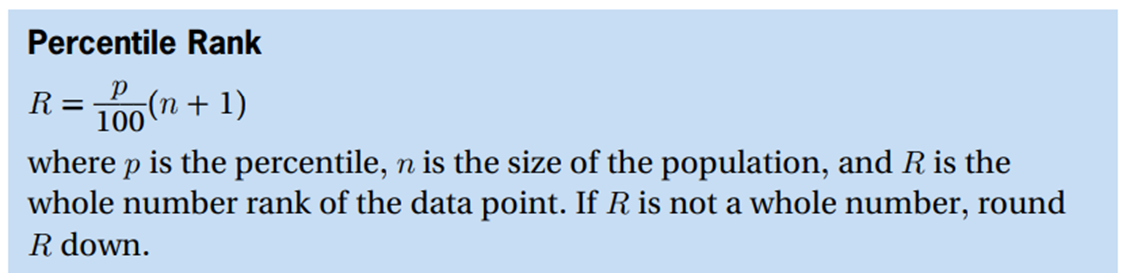 Percentile Rank
R = p/100 (n + 1)
where p is the percentile, n is the size of the population, and R is the
whole number rank of the data point. If R is not a whole number, round
R down.